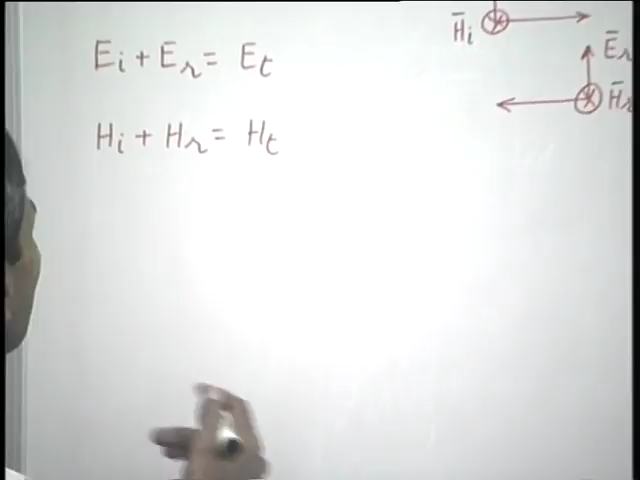 Ei + Er = Et
Hi + Hr = Ht
H̄i
Ēr
H̄r